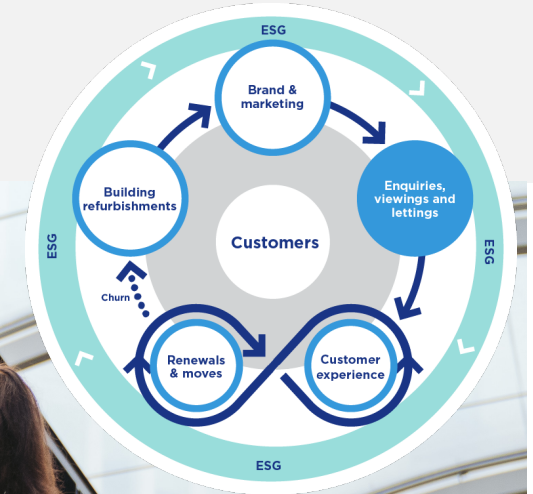 ESG
Brand &
marketing
Building
refurbishments
Enquiries,
viewings and
lettings
Customers
ESG
ESG
Churn
Renewals
& moves
Customer
experience
ESG